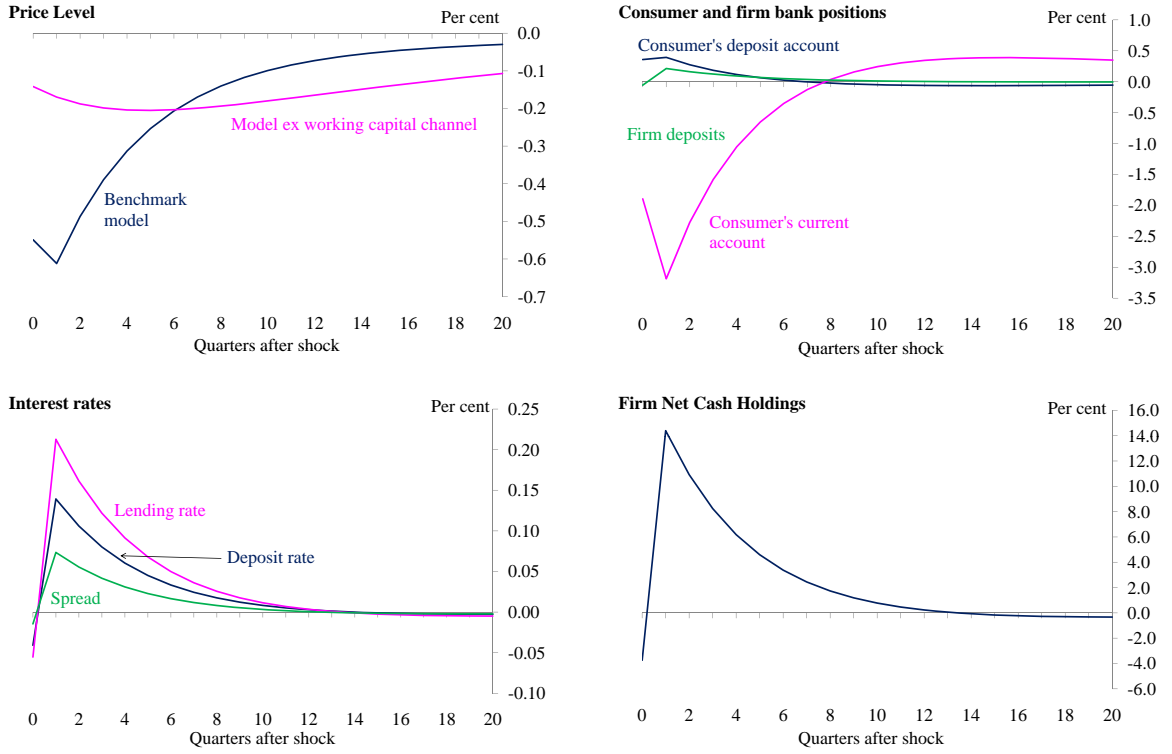 Price Level
Per cent
0.0
-0.1
-0.2
-0.3
-0.4
-0.5
-0.6
-0.7
Model ex working capital channel
Benchmark
model
0 2 4 6 8 10 12 14 16 18 20
Quarters after shock
Consumer and firm bank positions
Per cent
1.0
0.5
0.0
-0.5
-1.0
-1.5
-2.0
-2.5
-3.0
-3.5
Consumer's deposit account
Firm deposits
Consumer's current
account
0 2 4 6 8 10 12 14 16 18 20
Quarters after shock
Interest rates
Per cent
0.25
0.20
0.15
0.10
0.05
0.00
-0.05
-0.10
Lending rate
Deposit rate
Spread
0 2 4 6 8 10 12 14 16 18 20
Quarters after shock
Firm Net Cash Holdings
Per cent
16.0
14.0
12.0
10.0
8.0
6.0
4.0
2.0
0.0
-2.0
-4.0
-6.0
0 2 4 6 8 10 12 14 16 18 20
Quarters after shock